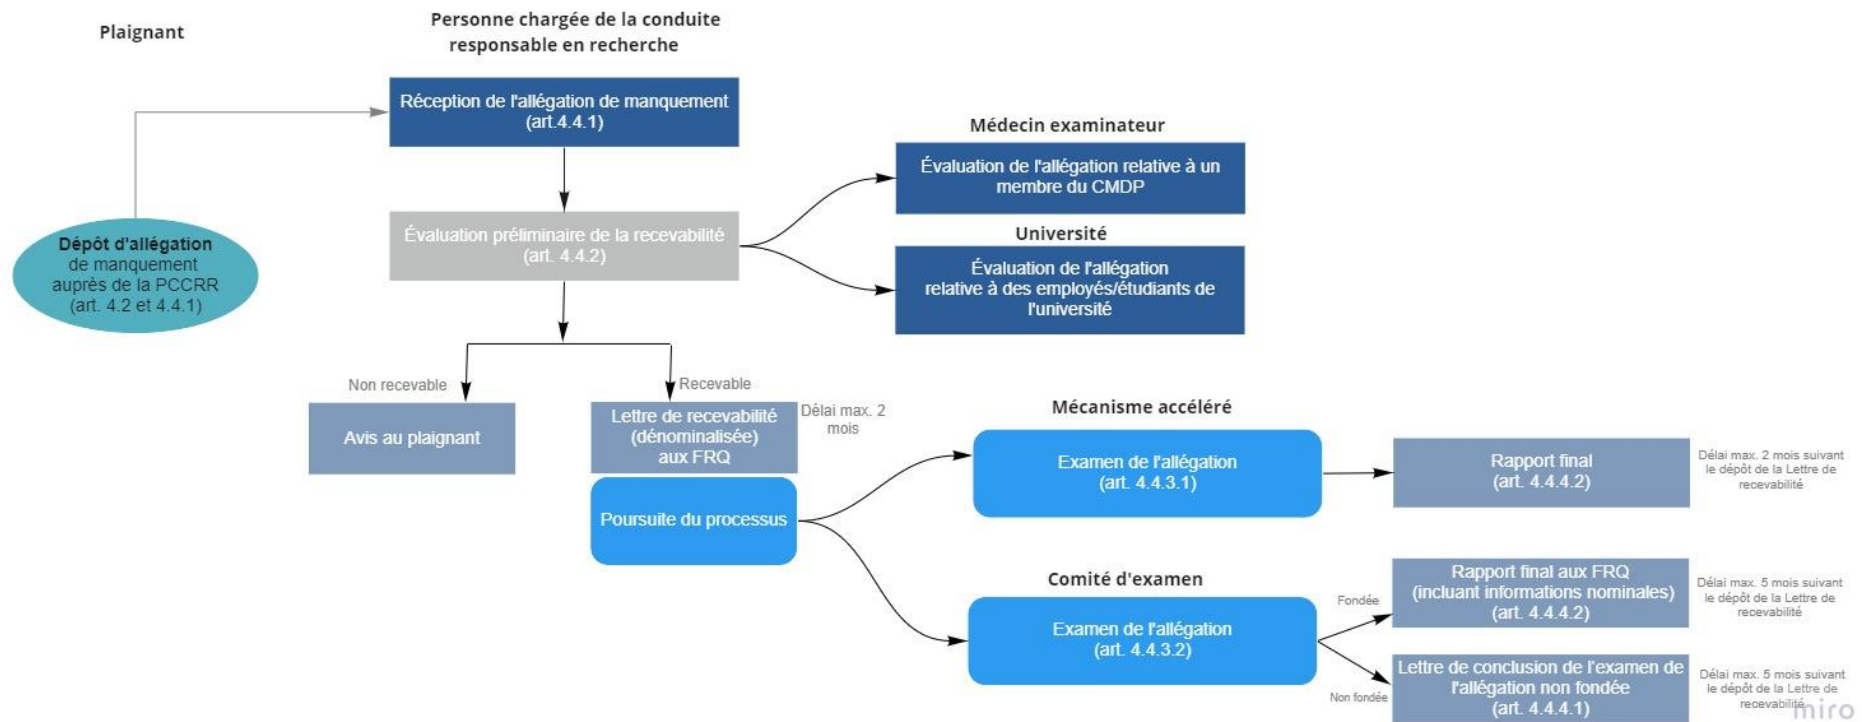 Plaignant
Personne chargée de la conduite
responsable en recherche
Réception de l'allégation de manquement
(art.4.4.1)
Médecin examinateur
Évaluation de l'allégation relative à un
membre du CMDP
Dépôt d'allégation
de manquement
auprès de la PCCRR
(art. 4.2 et 4.4.1)
Évaluation préliminaire de la recevabilité
(art. 4.4.2)
Université
Évaluation de l'allégation
relative à des employés/étudiants de
l'université
Non recevable
Recevable
Avis au plaignant
Lettre de recevabilité
(dénominalisée)
aux FRQ
Délai max. 2
mois
Poursuite du processus
Mécanisme accéléré
Examen de l'allégation
(art. 4.4.3.1)
Rapport final
(art. 4.4.4.2)
Délai max. 2 mois suivant
le dépôt de la Lettre de
recevabilité
Comité d'examen
Examen de l'allégation
(art. 4.4.3.2)
Fondée
Rapport final aux FRQ
(incluant informations nominales)
(art. 4.4.4.2)
Délai max. 5 mois suivant
le dépôt de la Lettre de
recevabilité
Non fondée
Lettre de conclusion de l'examen de
l'allégation non fondée
(art. 4.4.4.1)
Délai max. 5 mois suivant
le dépôt de la Lettre de
recevabilité
miro